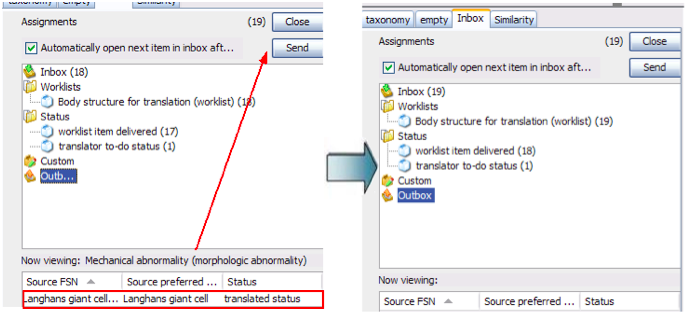 taxonomy empty Similarity
Assignments (19) Close
Automatically open next item in inbox aft... Send
Inbox (18)
Worklists
Body structure for translation (worklist) (18)
Status
worklist item delivered (17)
translator to-do status (1)
Custom
Outb...
Now viewing: Mechanical abnormality (morphologic abnormality)
Source FSN Source preferred ... Status
Langhans giant cell... Langhans giant cell translated status
taxonomy empty Inbox Similarity
Assignments (19) Close
Automatically open next item in inbox aft... Send
Inbox (19)
Worklists
Body structure for translation (worklist) (19)
Status
worklist item delivered (18)
translator to-do status (1)
Custom
Outbox
Now viewing:
Source FSN Source preferred ... Status